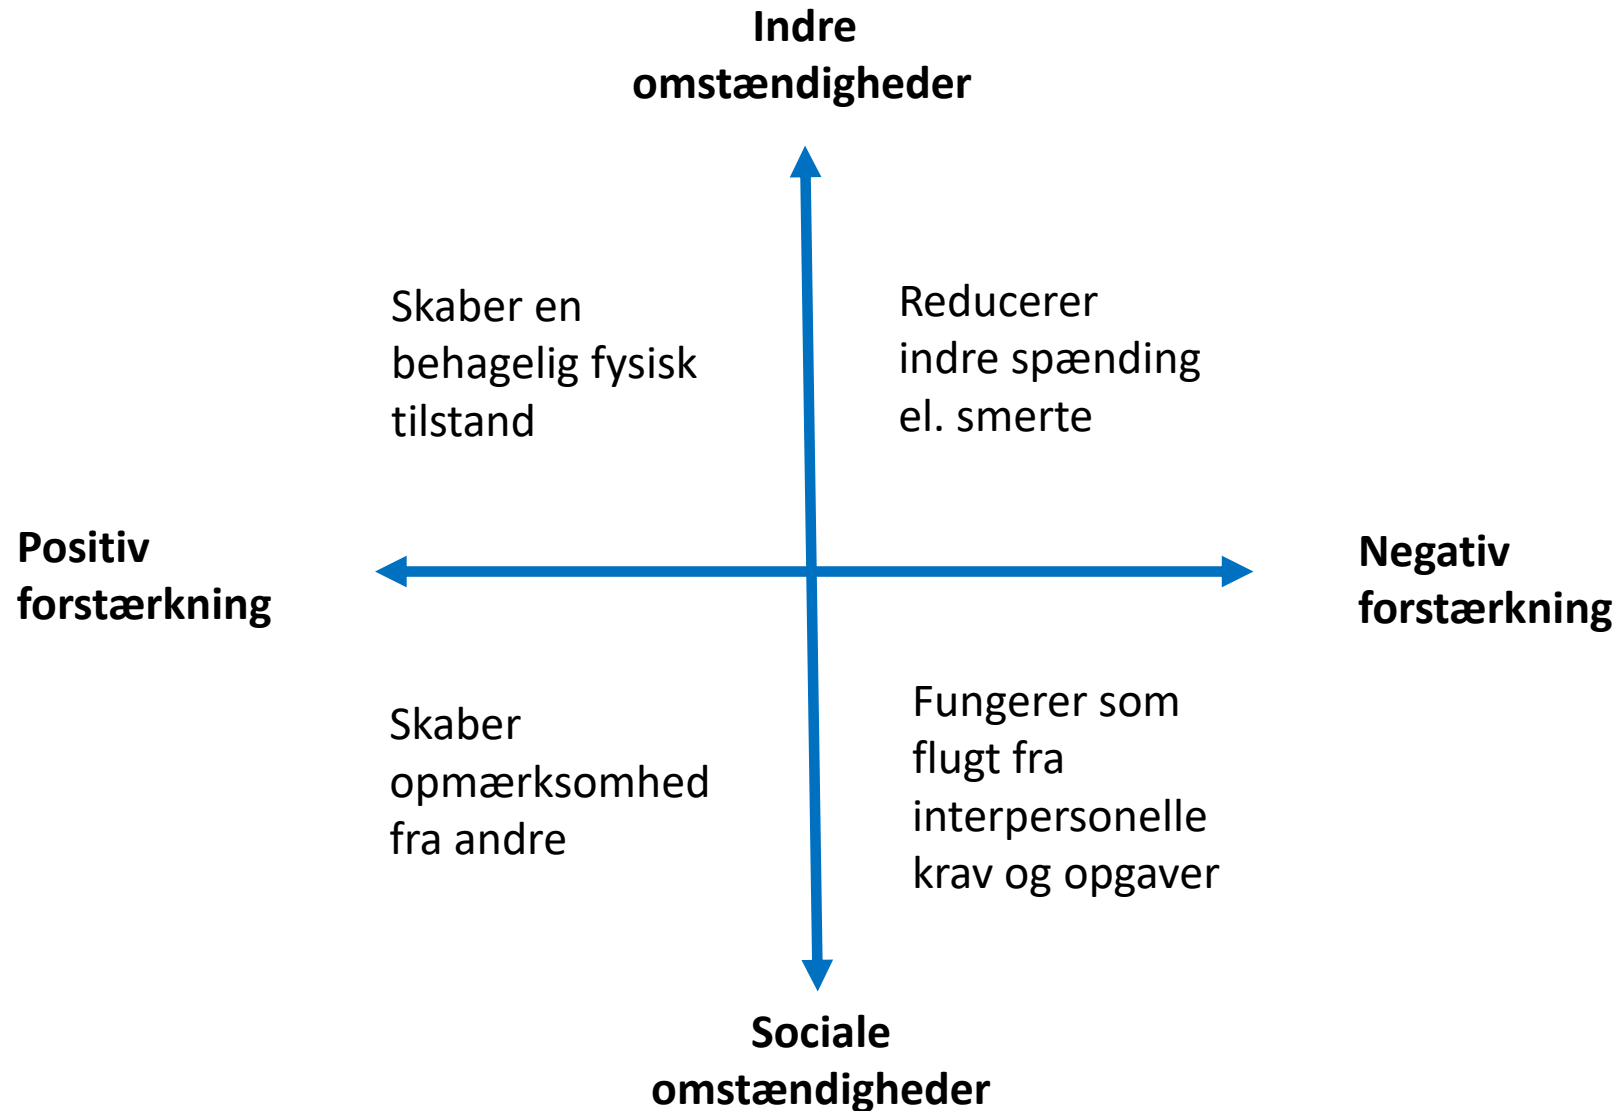 Indre
omstændigheder
Skaber en
behagelig fysisk
tilstand
Reducerer
indre spænding
el. smerte
Positiv
forstærkning
Negativ
forstærkning
Skaber
opmærksomhed
fra andre
Fungerer som
flugt fra
interpersonelle
krav og opgaver
Sociale
omstændigheder